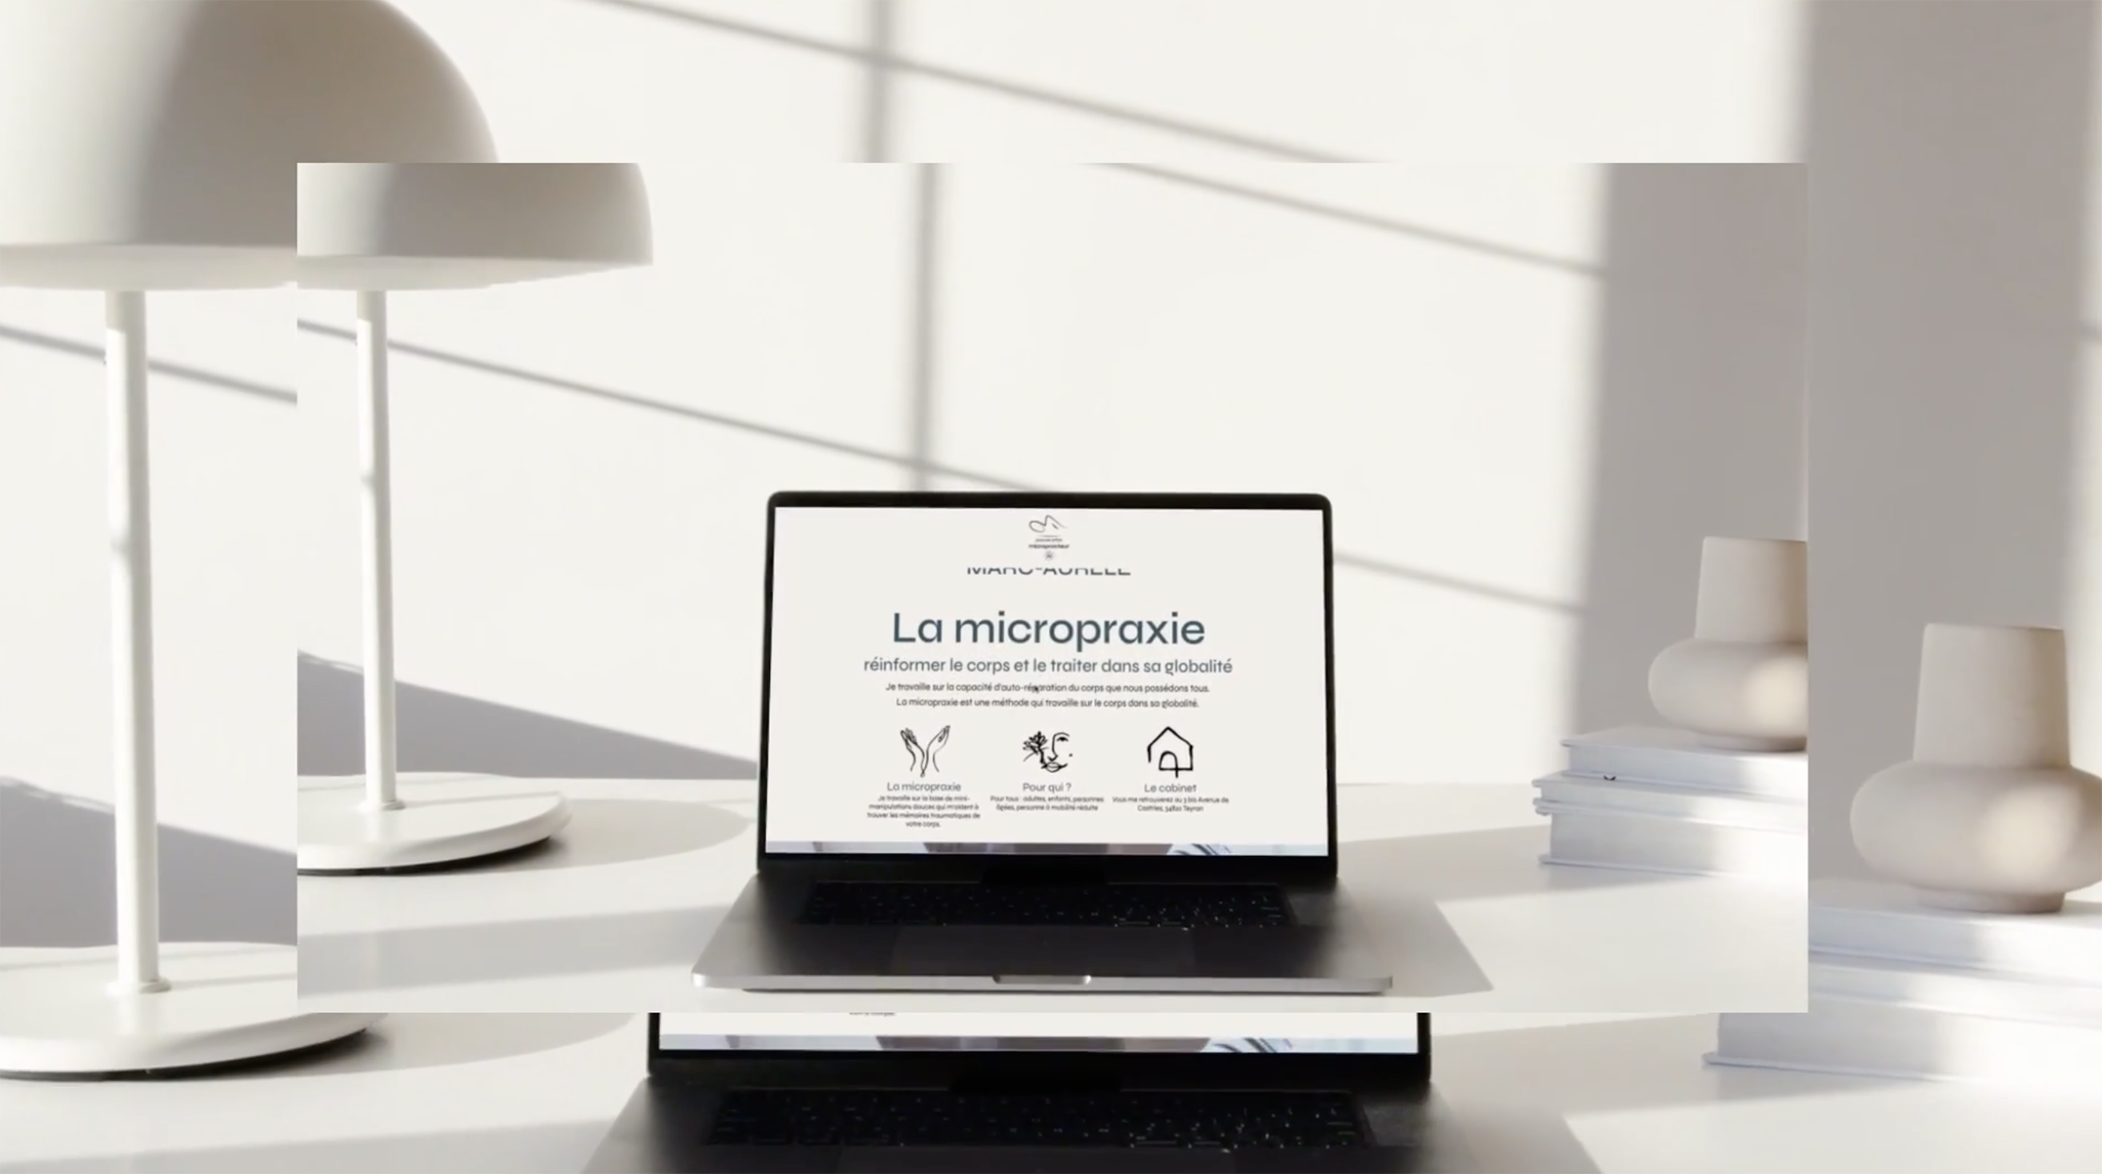 micropracteur
MARC-AURELE
La micropraxie
réinformer le corps et le traiter dans sa globalité
Je travaille sur la capacité d'auto-réparation du corps que nous possédons tous.
La micropraxie est une méthode qui travaille sur le corps dans sa globalité.
La micropraxie
Je travaille sur la base de mini-
manipulations douces qui m'aident à
trouver les mémoires traumatiques de
votre corps.
Pour qui ?
Pour tous : adultes, enfants, personnes
âgées, personne à mobilité réduite
Le cabinet
Vous me retrouverez au 3 bis Avenue de
Castries, 34820 Teyran